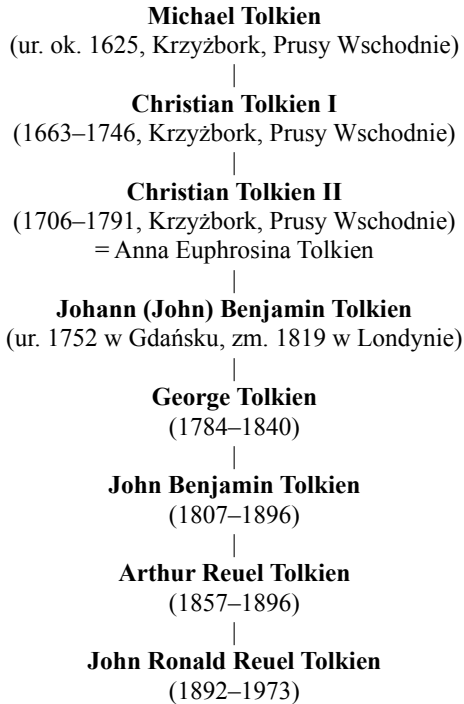 Michael Tolkien
(ur. ok. 1625, Krzyżbork, Prusy Wschodnie)
|
Christian Tolkien I
(1663–1746, Krzyżbork, Prusy Wschodnie)
|
Christian Tolkien II
(1706–1791, Krzyżbork, Prusy Wschodnie)
= Anna Euphrosina Tolkien
|
Johann (John) Benjamin Tolkien
(ur. 1752 w Gdańsku, zm. 1819 w Londynie)
|
George Tolkien
(1784–1840)
|
John Benjamin Tolkien
(1807–1896)
|
Arthur Reuel Tolkien
(1857–1896)
|
John Ronald Reuel Tolkien
(1892–1973)